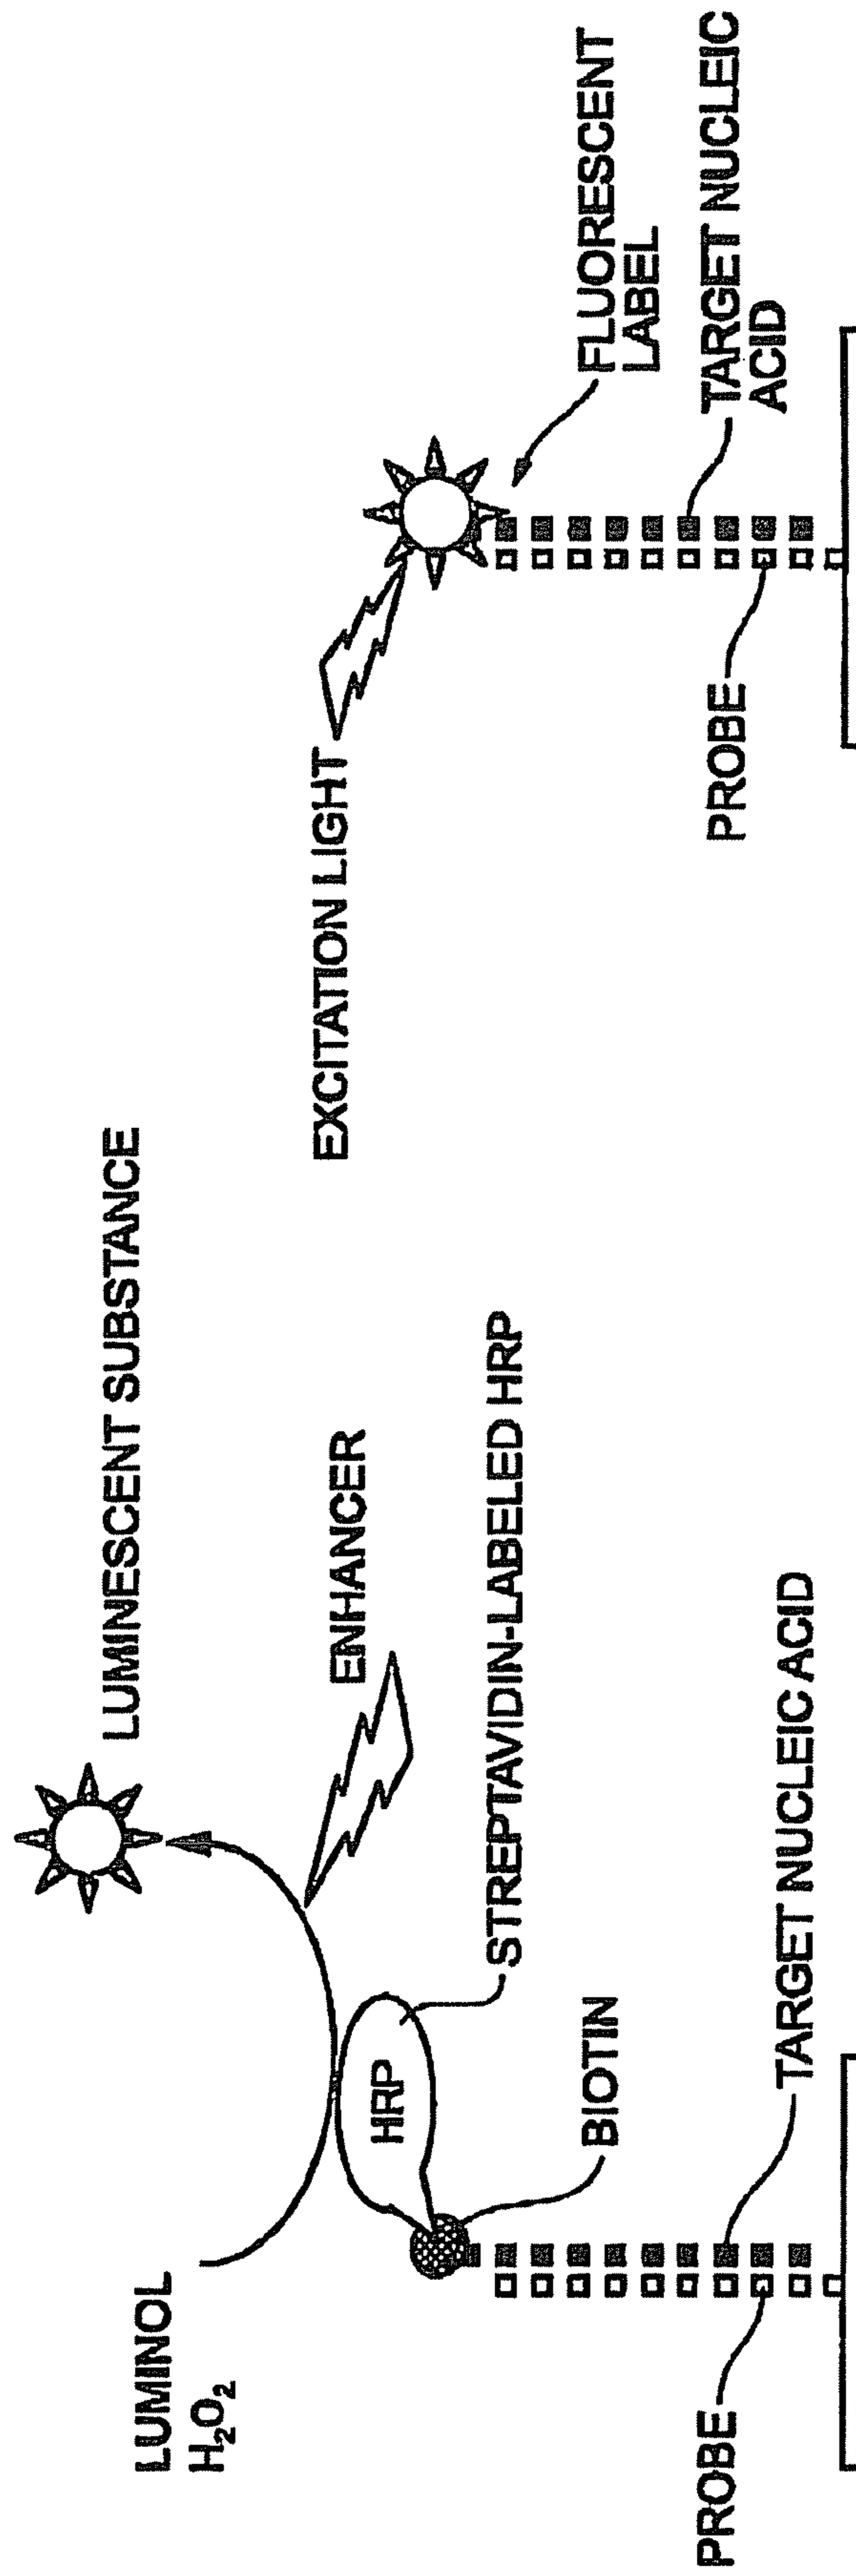 LUMINOL
H₂O₂
LUMINESCENT SUBSTANCE
ENHANCER
HRP
STREPTAVIDIN-LABELED HRP
BIOTIN
PROBE
TARGET NUCLEIC ACID
EXCITATION LIGHT
FLUORESCENT
LABEL
PROBE
TARGET NUCLEIC
ACID